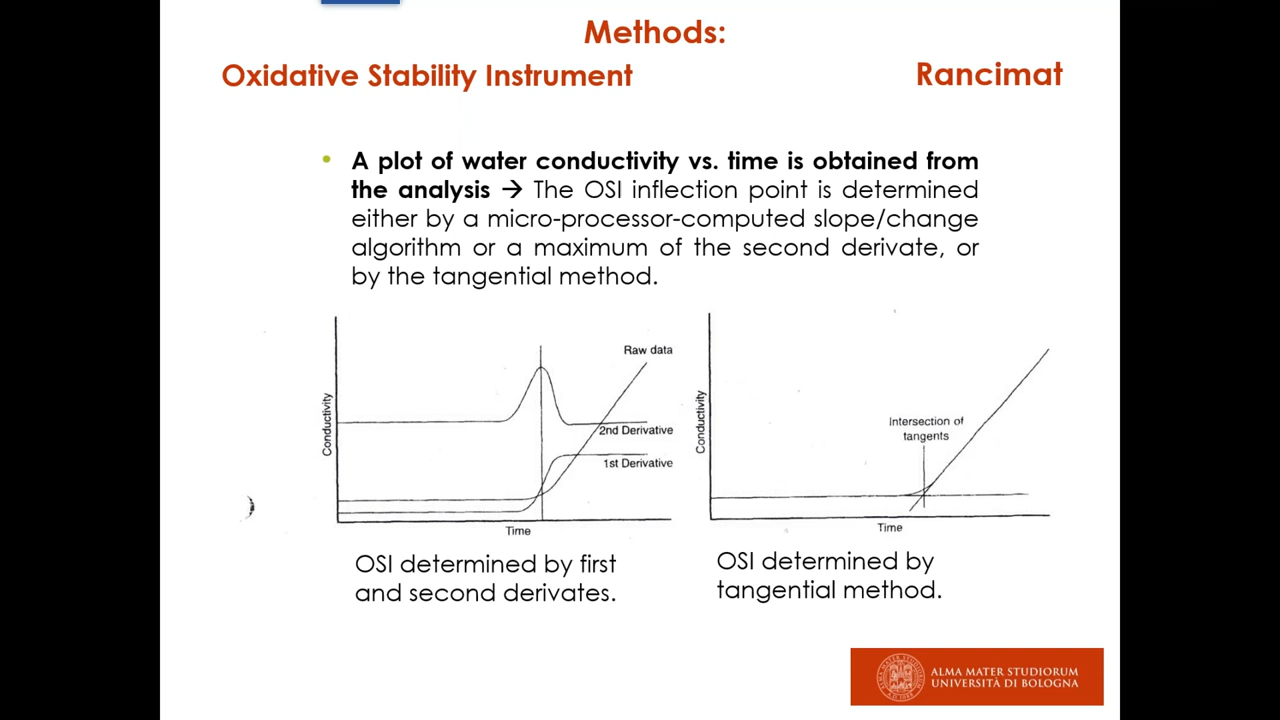 Methods:
Oxidative Stability Instrument
Rancimat
• A plot of water conductivity vs. time is obtained from
the analysis → The OSI inflection point is determined
either by a micro-processor-computed slope/change
algorithm or a maximum of the second derivate, or
by the tangential method.
Raw data
2nd Derivative
1st Derivative
Conductivity
Time
Intersection of
tangents
Conductivity
Time
OSI determined by first
and second derivates.
OSI determined by
tangential method.
ALMA MATER STUDIORUM
UNIVERSITÀ DI BOLOGNA